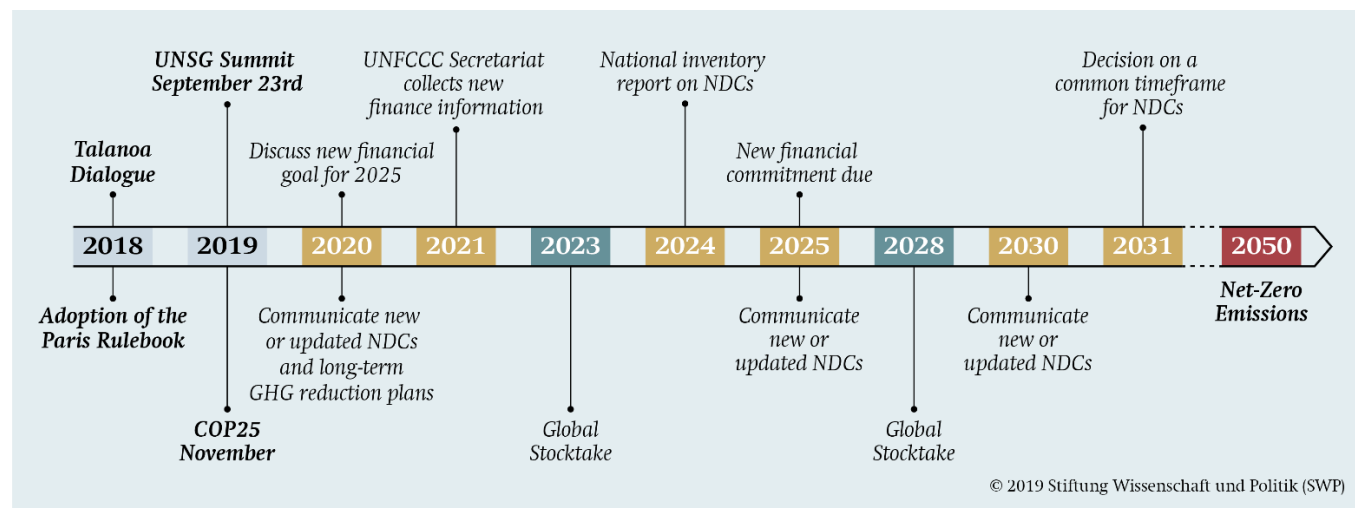 UNSG Summit
September 23rd
UNFCCC Secretariat
collects new
finance information
National inventory
report on NDCs
Decision on a
common timeframe
for NDCs
Talanoa
Dialogue
Discuss new financial
goal for 2025
New financial
commitment due
2018
2019
2020
2021
2023
2024
2025
2028
2030
2031
2050
Adoption of the
Paris Rulebook
Communicate new
or updated NDCs
and long-term
GHG reduction plans
Communicate
new or
updated NDCs
Communicate
new or
updated NDCs
Net-Zero
Emissions
COP25
November
Global
Stocktake
Global
Stocktake
© 2019 Stiftung Wissenschaft und Politik (SWP)